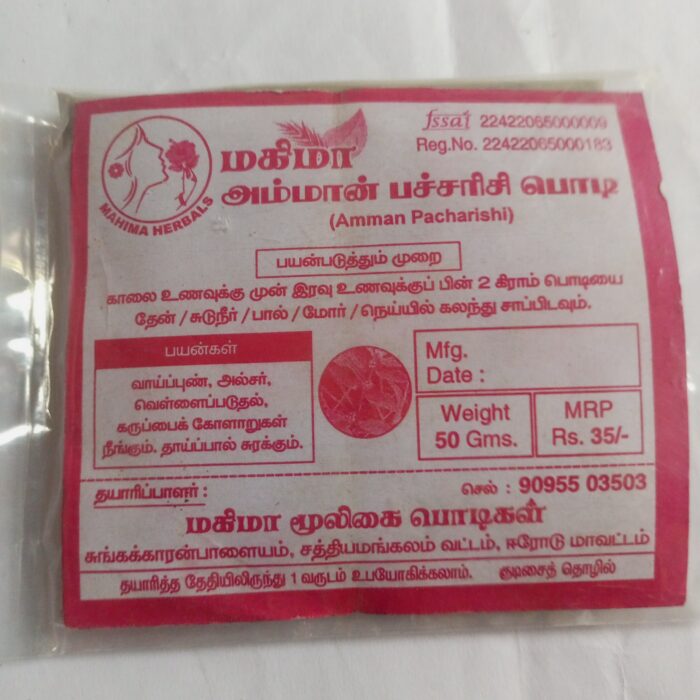 fssai 22422065000009
Reg.No. 22422065000183
MAHIMA HERBALS
மகிமா
அம்மான் பச்சரிசி பொடி
(Amman Pacharishi)
பயன்படுத்தும் முறை
காலை உணவுக்கு முன் இரவு உணவுக்குப் பின் 2 கிராம் பொடியை
தேன் / சுடுநீர் / பால் / மோர் / நெய்யில் கலந்து சாப்பிடவும்.
பயன்கள்
வாய்ப்புண், அல்சர்,
வெள்ளைப்படுதல்,
கருப்பைக் கோளாறுகள்
நீங்கும். தாய்ப்பால் சுரக்கும்.
Mfg.
Date :
Weight
50 Gms.
MRP
Rs. 35/-
தயாரிப்பாளர் :
செல் : 90955 03503
மகிமா மூலிகை பொடிகள்
சுங்கக்காரன்பாளையம், சத்தியமங்கலம் வட்டம், ஈரோடு மாவட்டம்
தயாரித்த தேதியிலிருந்து 1 வருடம் உபயோகிக்கலாம். குடிசைத் தொழில்